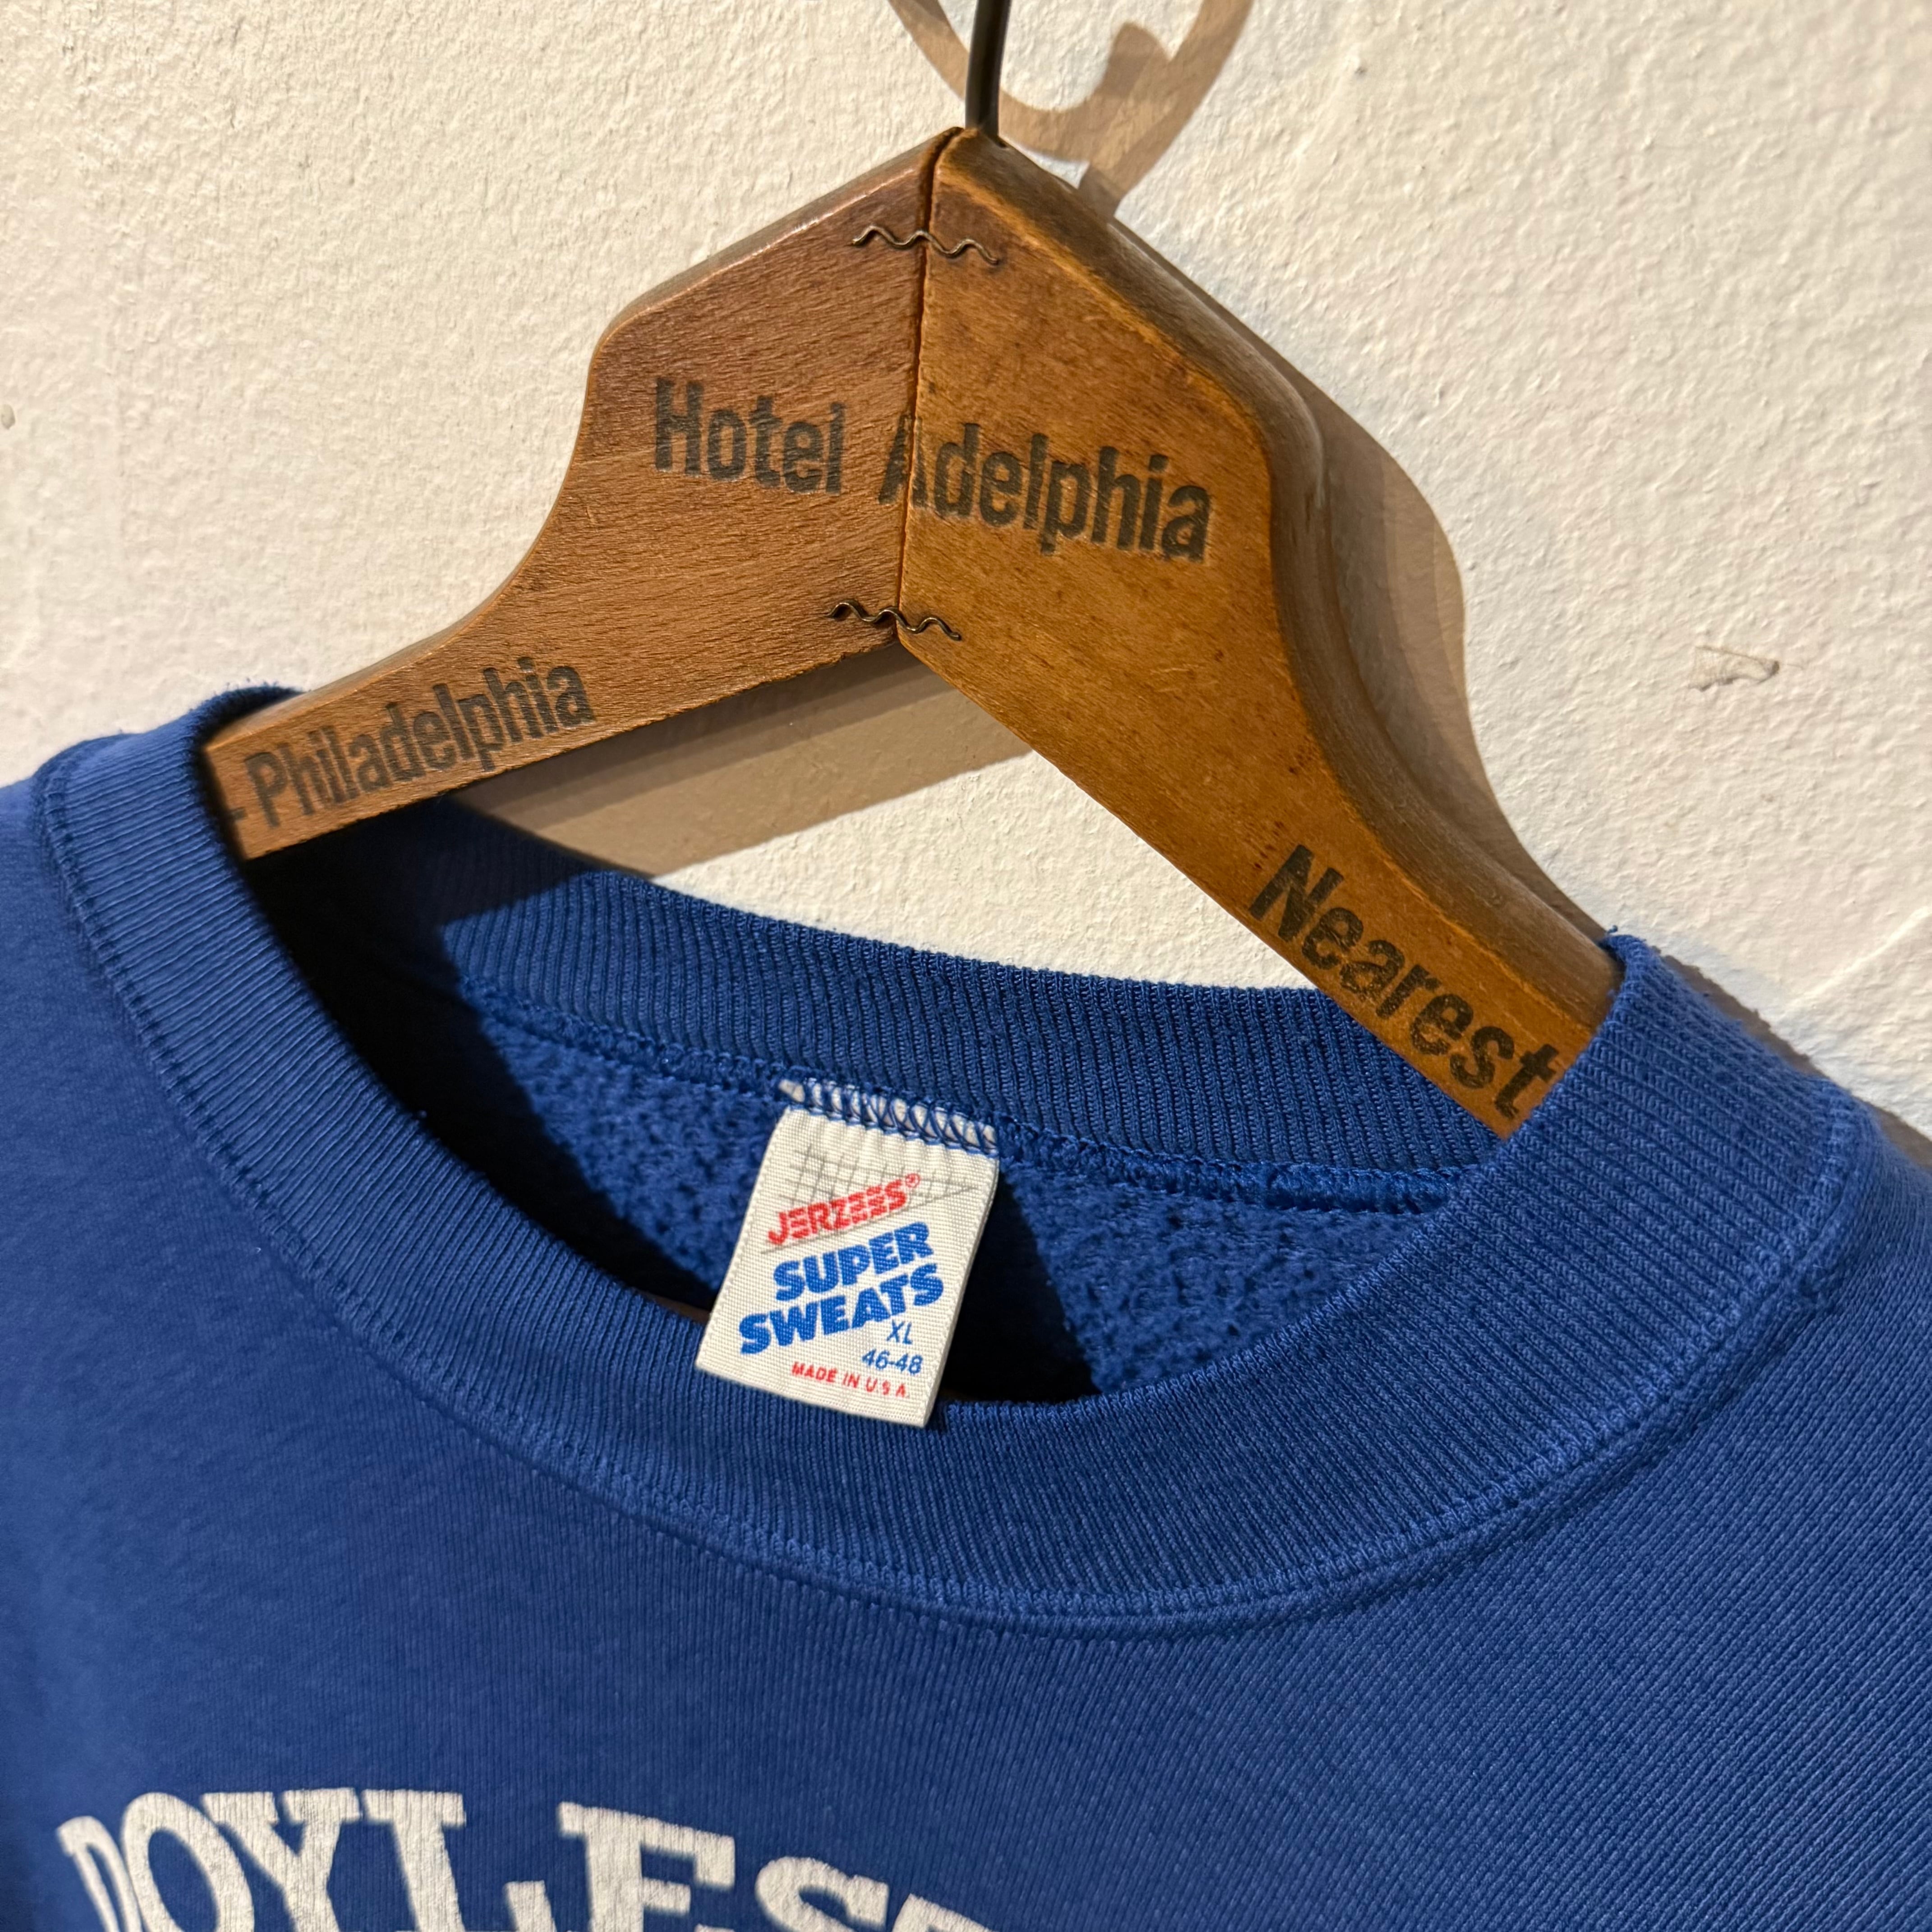 Hotel Adelphia
- Philadelphia
Nearest
JERZEES®
SUPER
SWEATS
XL
46-48
MADE IN U.S.A.